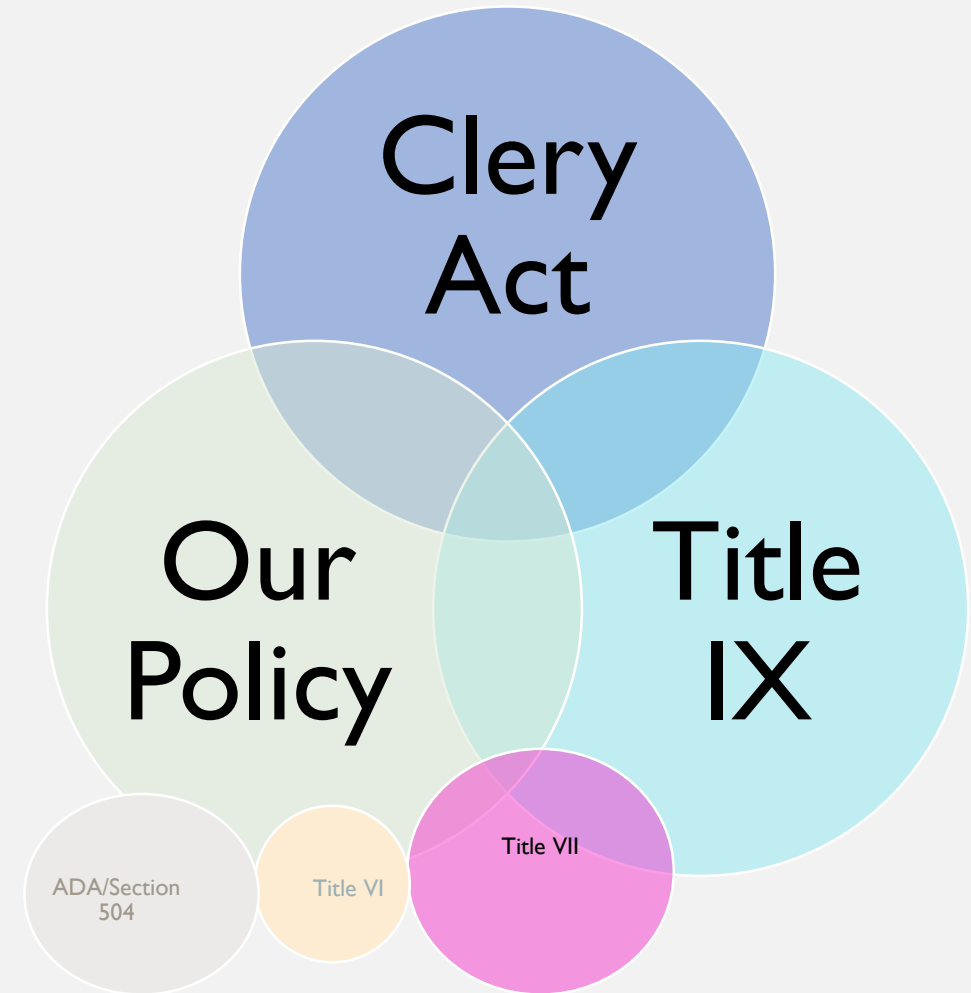 Clery
Act
Our
Policy
Title
IX
Title VII
ADA/Section
504
Title VI